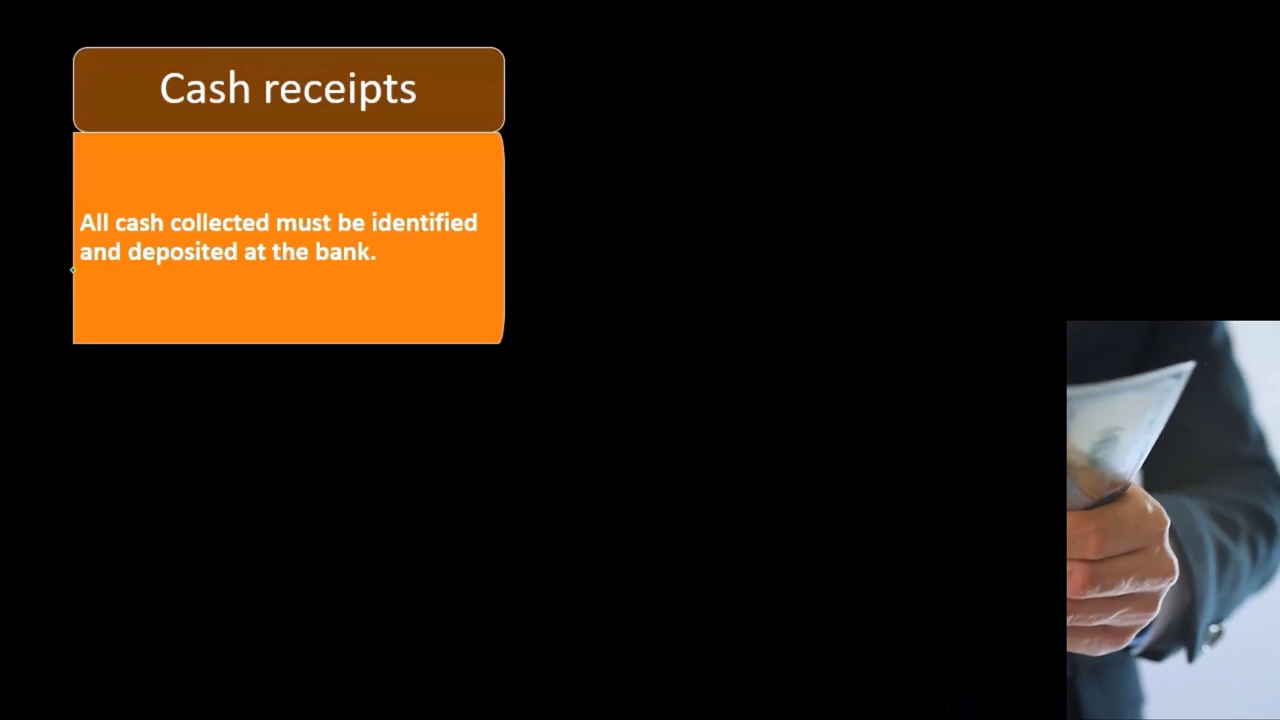 Cash receipts
All cash collected must be identified
and deposited at the bank.